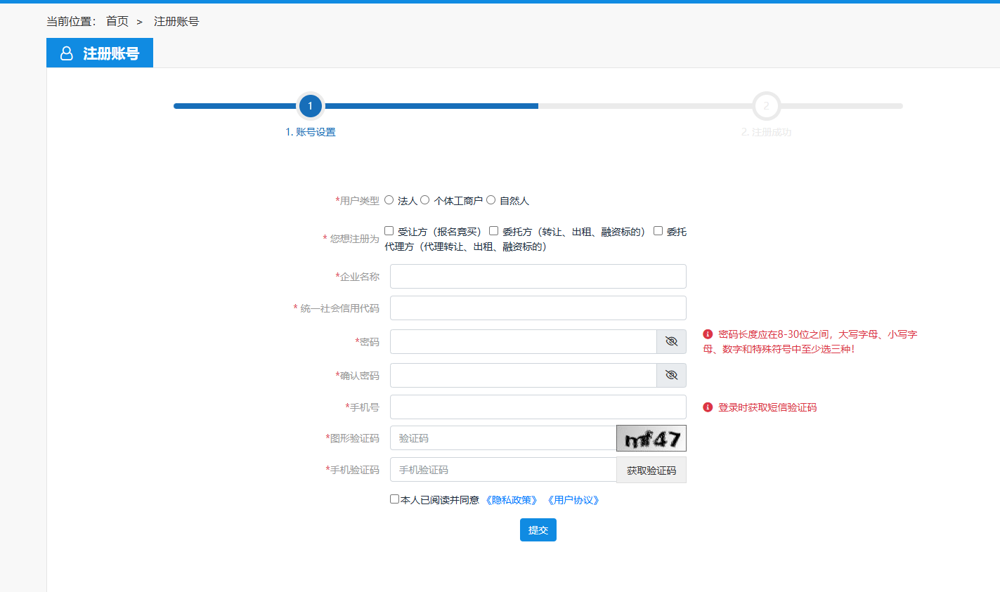 当前位置： 首页 > 注册账号
注册账号
1
2
1. 账号设置
2. 注册成功
*用户类型 法人 个体工商户 自然人
* 您想注册为 受让方（报名竞买） 委托方（转让、出租、融资标的） 委托
代理方（代理转让、出租、融资标的）
*企业名称
* 统一社会信用代码
*密码
密码长度应在8-30位之间，大写字母、小写字
母、数字和特殊符号中至少选三种！
*确认密码
*手机号
登录时获取短信验证码
*图形验证码 验证码 mf47
*手机验证码 手机验证码 获取验证码
本人已阅读并同意 《隐私政策》 《用户协议》
提交